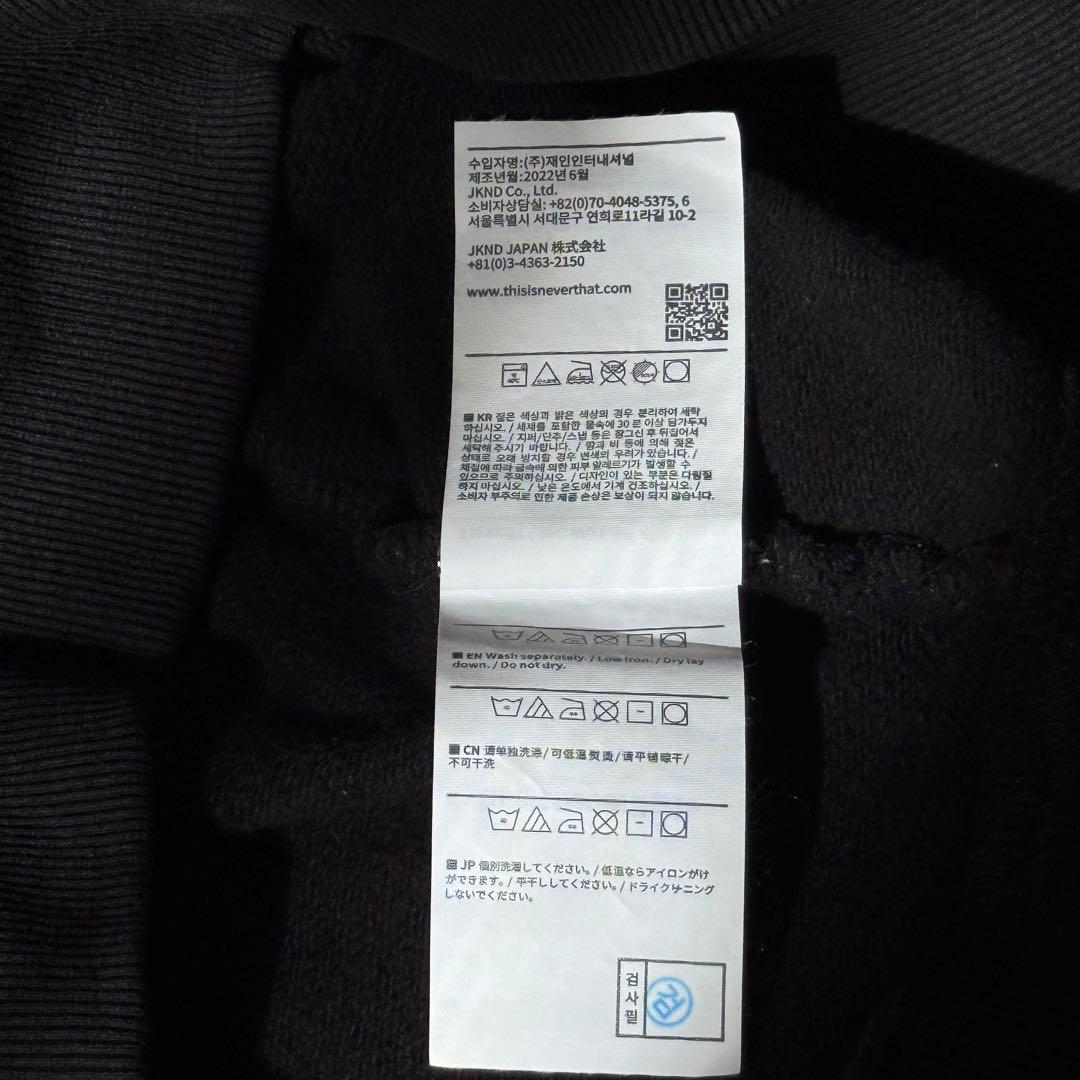 수입자명:(주)재인인터내셔널
제조년월:2022년 6월
JKND Co., Ltd.
소비자상담실: +82(0)70-4048-5375, 6
서울특별시 서대문구 연희로11라길 10-2
JKND JAPAN 株式会社
+81(0)3-4363-2150
www.thisisneverthat.com
KR 짙은 색상과 밝은 색상의 경우 분리하여 세탁
하십시오. / 세제를 포함한 물속에 30분 이상 담가두지
마십시오. / 지퍼/단추/스냅 등은 잠그신 후 뒤집어서
세탁해 주시기 바랍니다. / 땀과 비 등에 의해 젖은
상태로 오래 방치할 경우 변색의 우려가 있습니다. /
체질에 따라 금속에 의한 피부 알레르기가 발생할 수
있으므로 주의하십시오. / 디자인이 있는 부분은 다림질
하지 마십시오. / 낮은 온도에서 기계 건조하십시오. /
소비자 부주의로 인한 제품 손상은 보상이 되지 않습니다.
EN Wash separately. / Low iron. / Dry lay
down. / Do not dry.
CN 请单独洗涤/可低温熨烫/请平铺晾干/
不可干洗
JP 個別洗濯してください。/ 低温ならアイロンがけ
ができます。/ 平干ししてください。/ ドライクリーニング
しないでください。
검사필
검